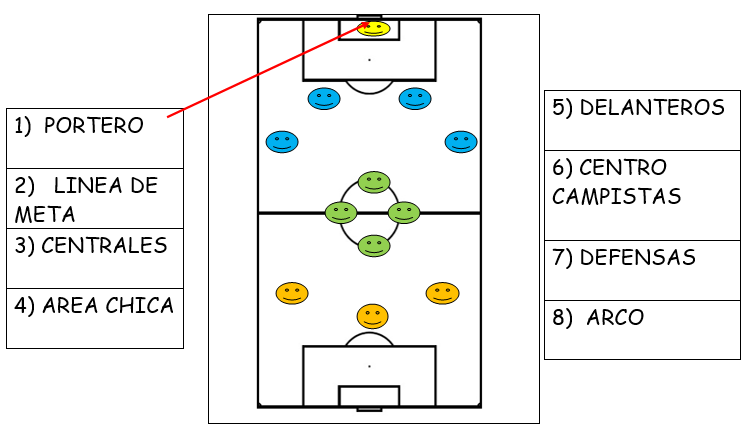 1) PORTERO
2) LINEA DE
META
3) CENTRALES
4) AREA CHICA
5) DELANTEROS
6) CENTRO
CAMPISTAS
7) DEFENSAS
8) ARCO